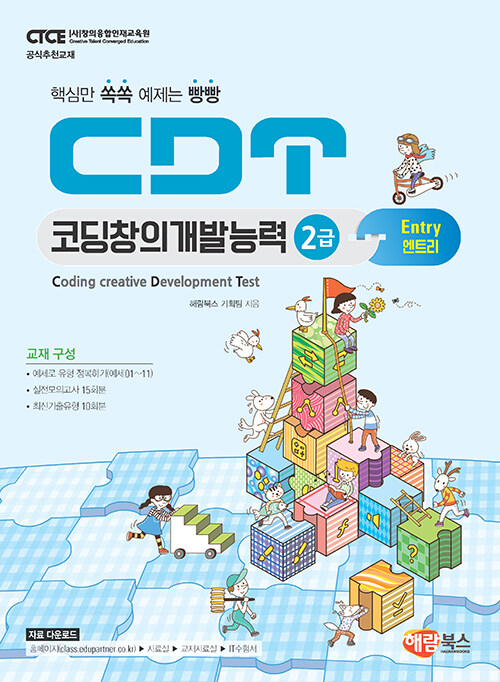 CTCE |사|창의융합인재교육원
Creative Talent Converged Education
공식추천교재
핵심만 쏙쏙 예제는 빵빵
CDT
코딩창의개발능력 2급
Entry
엔트리
Coding creative Development Test
해람북스 기획팀 지음
교재 구성
• 예제로 유형 정복하기(예제01~11)
• 실전모의고사 15회분
• 최신기출유형 10회분
f
?
! !
자료 다운로드
홈페이지(class.edupartner.co.kr) ▶ 자료실 ▶ 교재자료실 ▶ IT수험서
해람북스
HAERAMBOOKS